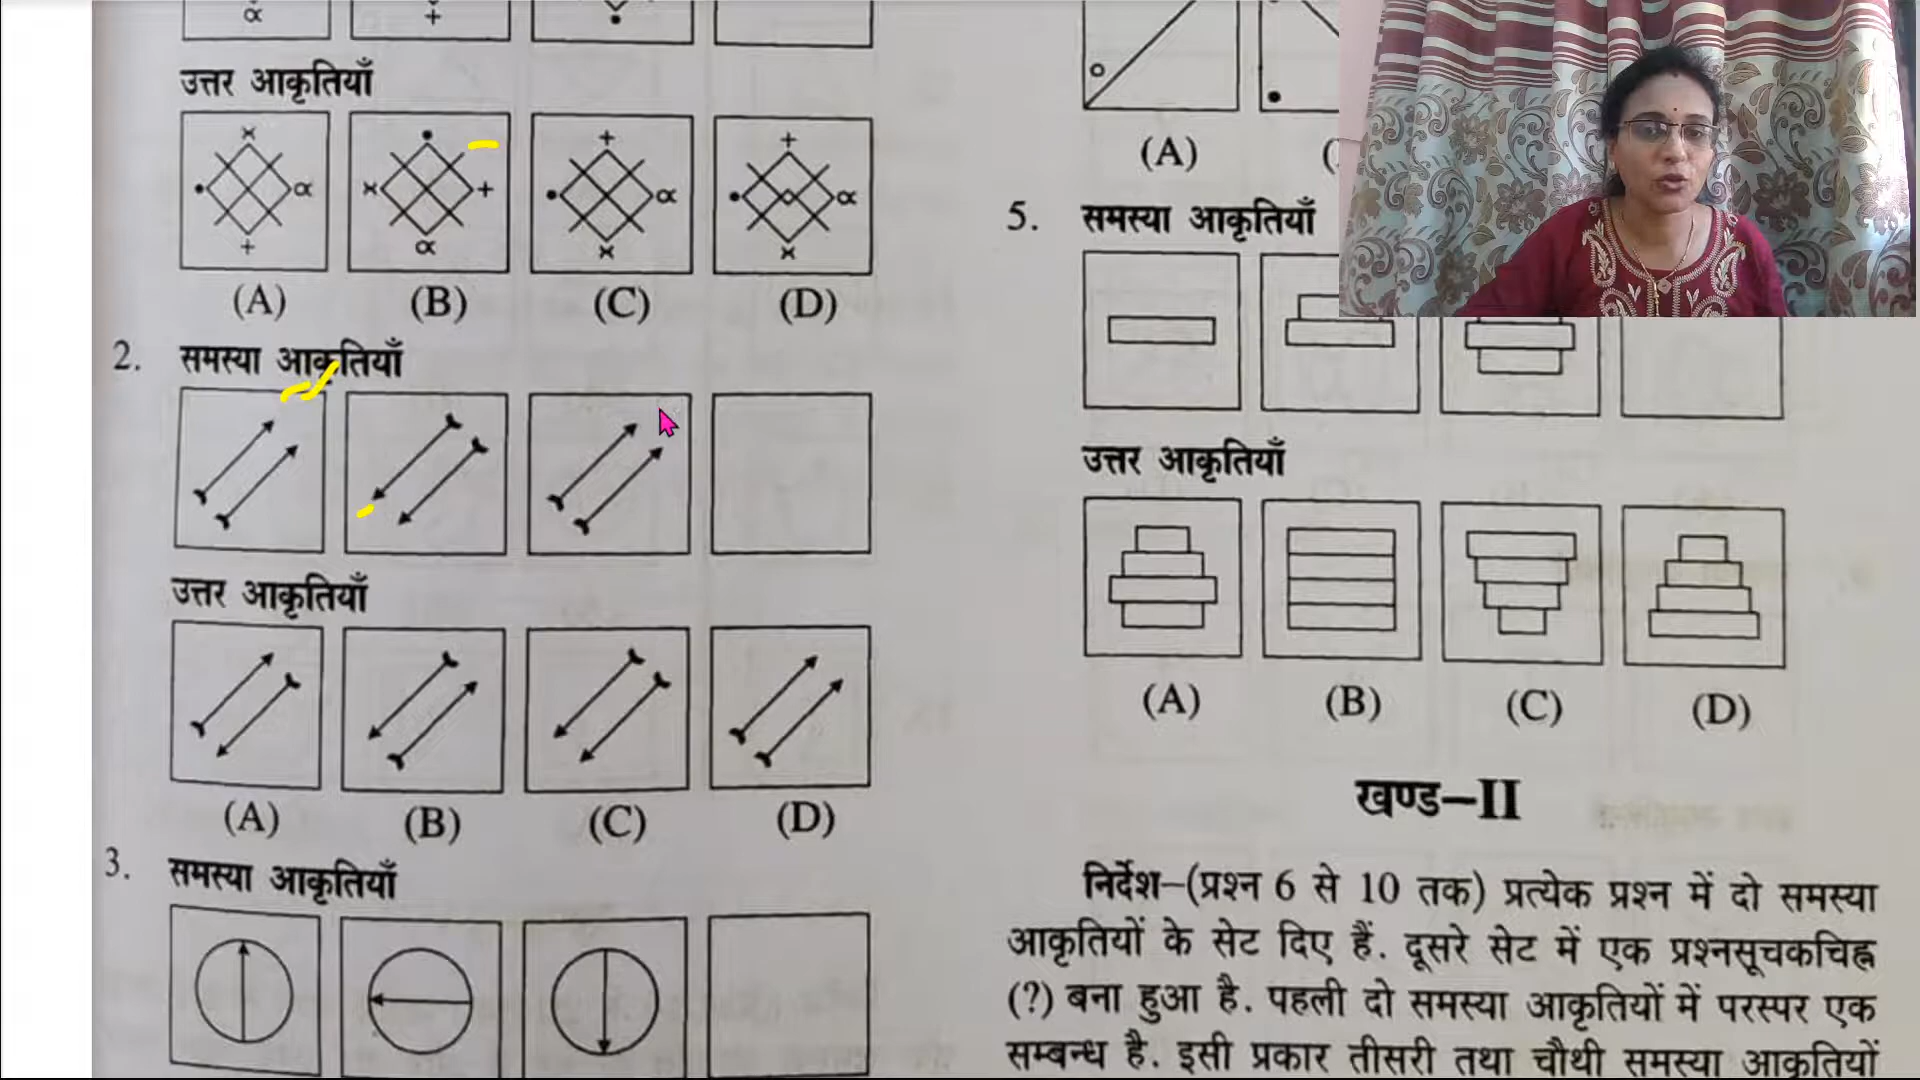 α
+
उत्तर आकृतियाँ
×
α
+
×
+
α
+
α
×
+
α
×
(A)
(B)
(C)
(D)
2.
समस्या आकृतियाँ
उत्तर आकृतियाँ
(A)
(B)
(C)
(D)
3.
समस्या आकृतियाँ
(A)
5.
समस्या आकृतियाँ
उत्तर आकृतियाँ
(A)
(B)
(C)
(D)
खण्ड–II
निर्देश–(प्रश्न 6 से 10 तक) प्रत्येक प्रश्न में दो समस्या
आकृतियों के सेट दिए हैं. दूसरे सेट में एक प्रश्नसूचकचिह्न
(?) बना हुआ है. पहली दो समस्या आकृतियों में परस्पर एक
सम्बन्ध है. इसी प्रकार तीसरी तथा चौथी समस्या आकृतियों